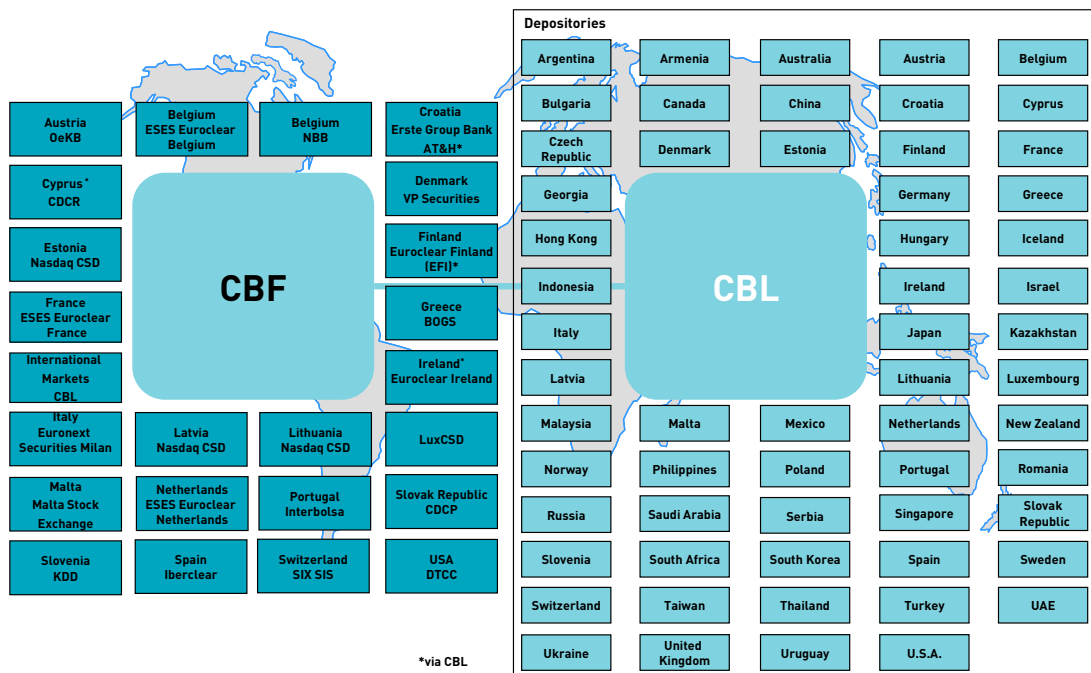 Depositories
Austria
OeKB
Belgium
ESES Euroclear
Belgium
Belgium
NBB
Croatia
Erste Group Bank
AT&H*
Cyprus*
CDCR
Denmark
VP Securities
Estonia
Nasdaq CSD
Finland
Euroclear Finland
(EFI)*
France
ESES Euroclear
France
Greece
BOGS
International
Markets
CBL
Ireland*
Euroclear Ireland
Italy
Euronext
Securities Milan
Latvia
Nasdaq CSD
Lithuania
Nasdaq CSD
LuxCSD
Malta
Malta Stock
Exchange
Netherlands
ESES Euroclear
Netherlands
Portugal
Interbolsa
Slovak Republic
CDCP
Slovenia
KDD
Spain
Iberclear
Switzerland
SIX SIS
USA
DTCC
CBF
*via CBL
CBL
Argentina
Armenia
Australia
Austria
Belgium
Bulgaria
Canada
China
Croatia
Cyprus
Czech
Republic
Denmark
Estonia
Finland
France
Georgia
Germany
Greece
Hong Kong
Hungary
Iceland
Indonesia
Ireland
Israel
Italy
Japan
Kazakhstan
Latvia
Lithuania
Luxembourg
Malaysia
Malta
Mexico
Netherlands
New Zealand
Norway
Philippines
Poland
Portugal
Romania
Russia
Saudi Arabia
Serbia
Singapore
Slovak
Republic
Slovenia
South Africa
South Korea
Spain
Sweden
Switzerland
Taiwan
Thailand
Turkey
UAE
Ukraine
United
Kingdom
Uruguay
U.S.A.